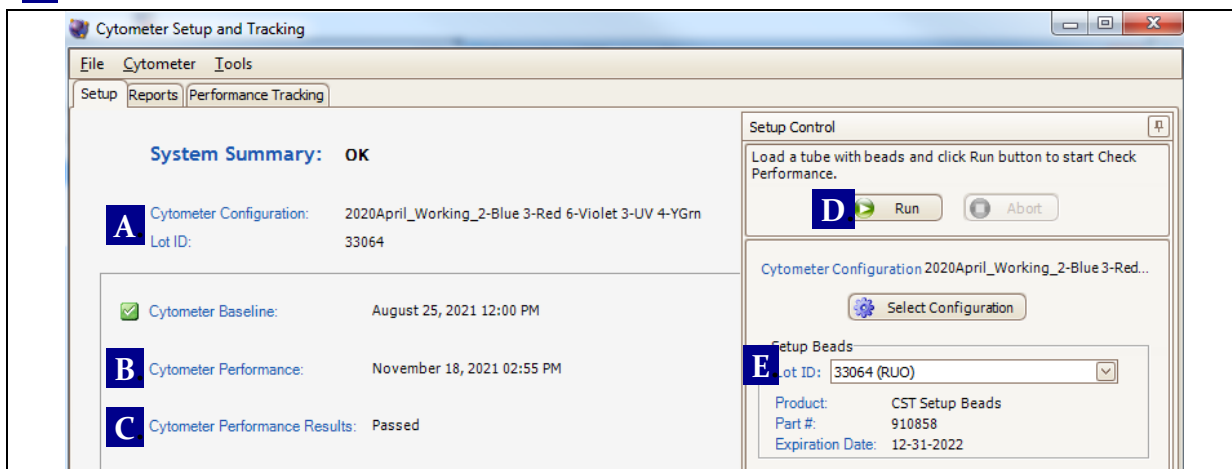 Cytometer Setup and Tracking
File Cytometer Tools
Setup Reports Performance Tracking
System Summary: OK
A. Cytometer Configuration: 2020April_Working_2-Blue 3-Red 6-Violet 3-UV 4-YGrn
Lot ID: 33064
Cytometer Baseline: August 25, 2021 12:00 PM
B. Cytometer Performance: November 18, 2021 02:55 PM
C. Cytometer Performance Results: Passed
Setup Control
Load a tube with beads and click Run button to start Check
Performance.
D. Run Abort
Cytometer Configuration 2020April_Working_2-Blue 3-Red...
Select Configuration
Setup Beads
E. Lot ID: 33064 (RUO)
Product: CST Setup Beads
Part #: 910858
Expiration Date: 12-31-2022